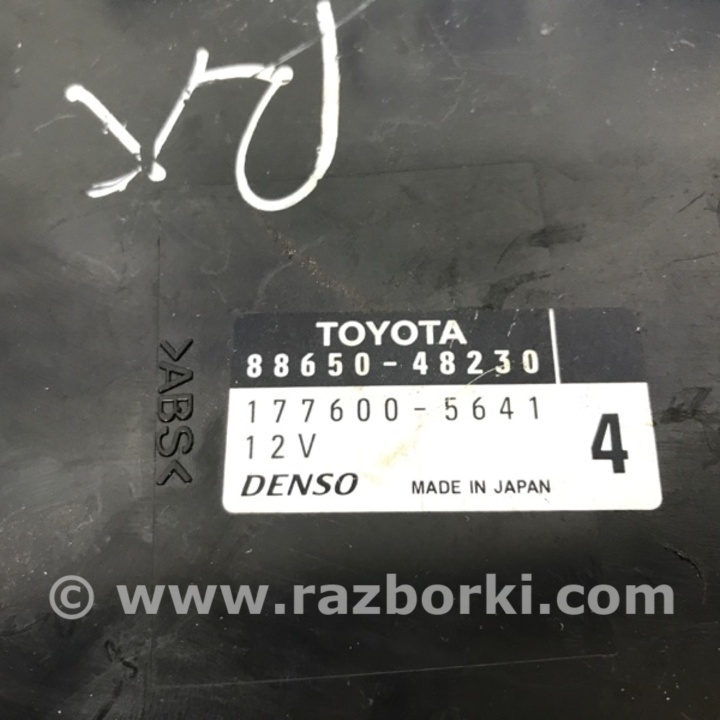 TOYOTA
88650-48230
177600-5641
12V
4
DENSO
MADE IN JAPAN
>ABS<
© www.razborki.com